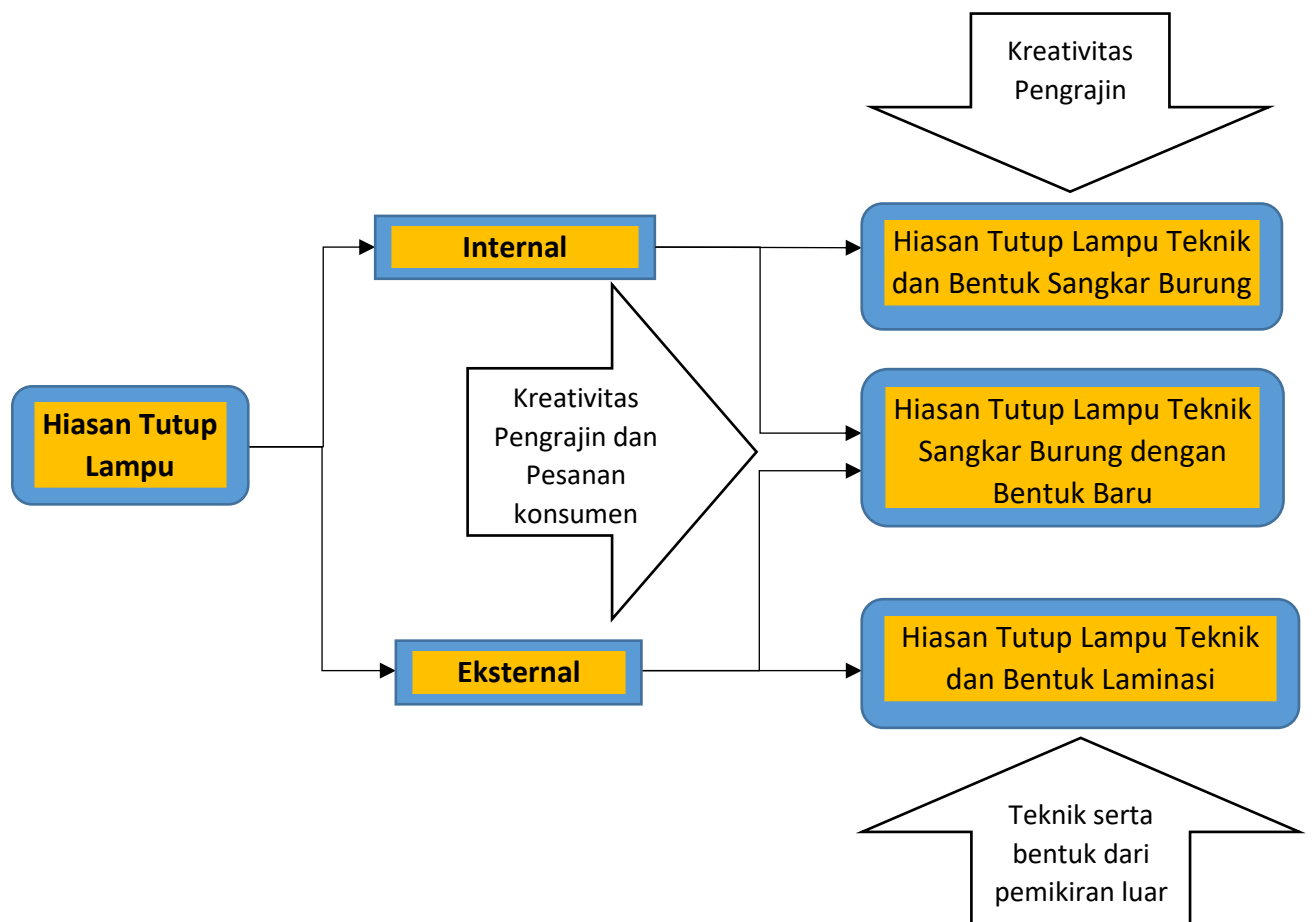 Kreativitas
Pengrajin
Internal
Hiasan Tutup Lampu Teknik
dan Bentuk Sangkar Burung
Hiasan Tutup
Lampu
Kreativitas
Pengrajin dan
Pesanan
konsumen
Hiasan Tutup Lampu Teknik
Sangkar Burung dengan
Bentuk Baru
Eksternal
Hiasan Tutup Lampu Teknik
dan Bentuk Laminasi
Teknik serta
bentuk dari
pemikiran luar